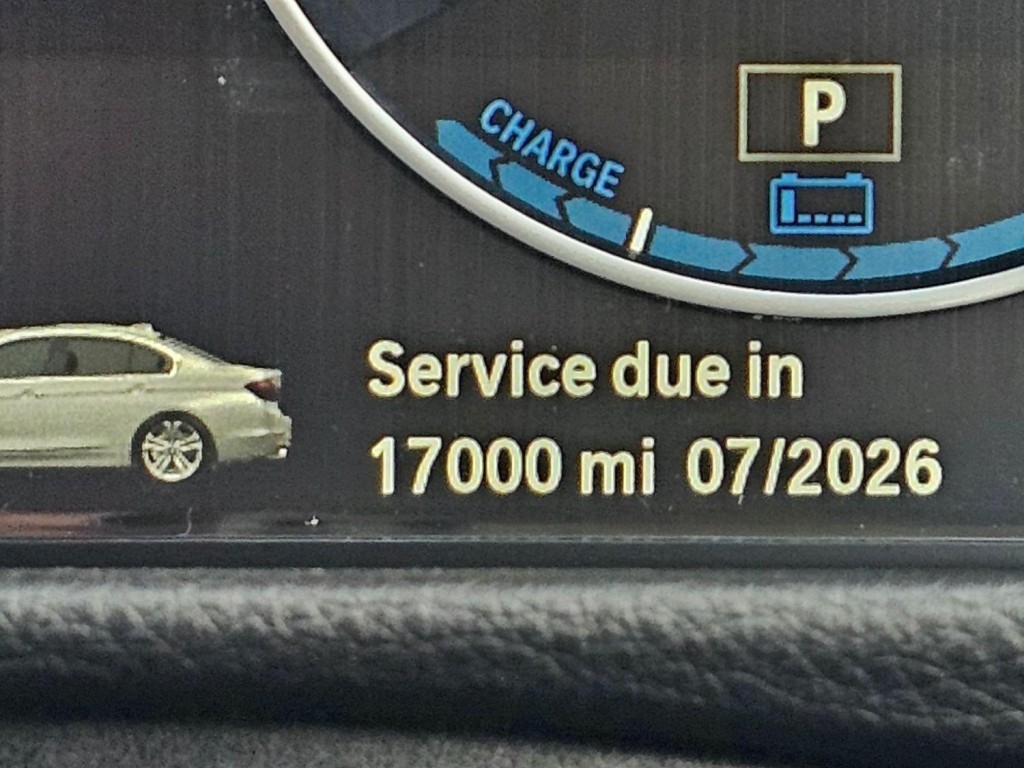 P
CHARGE
Service due in
17000 mi 07/2026